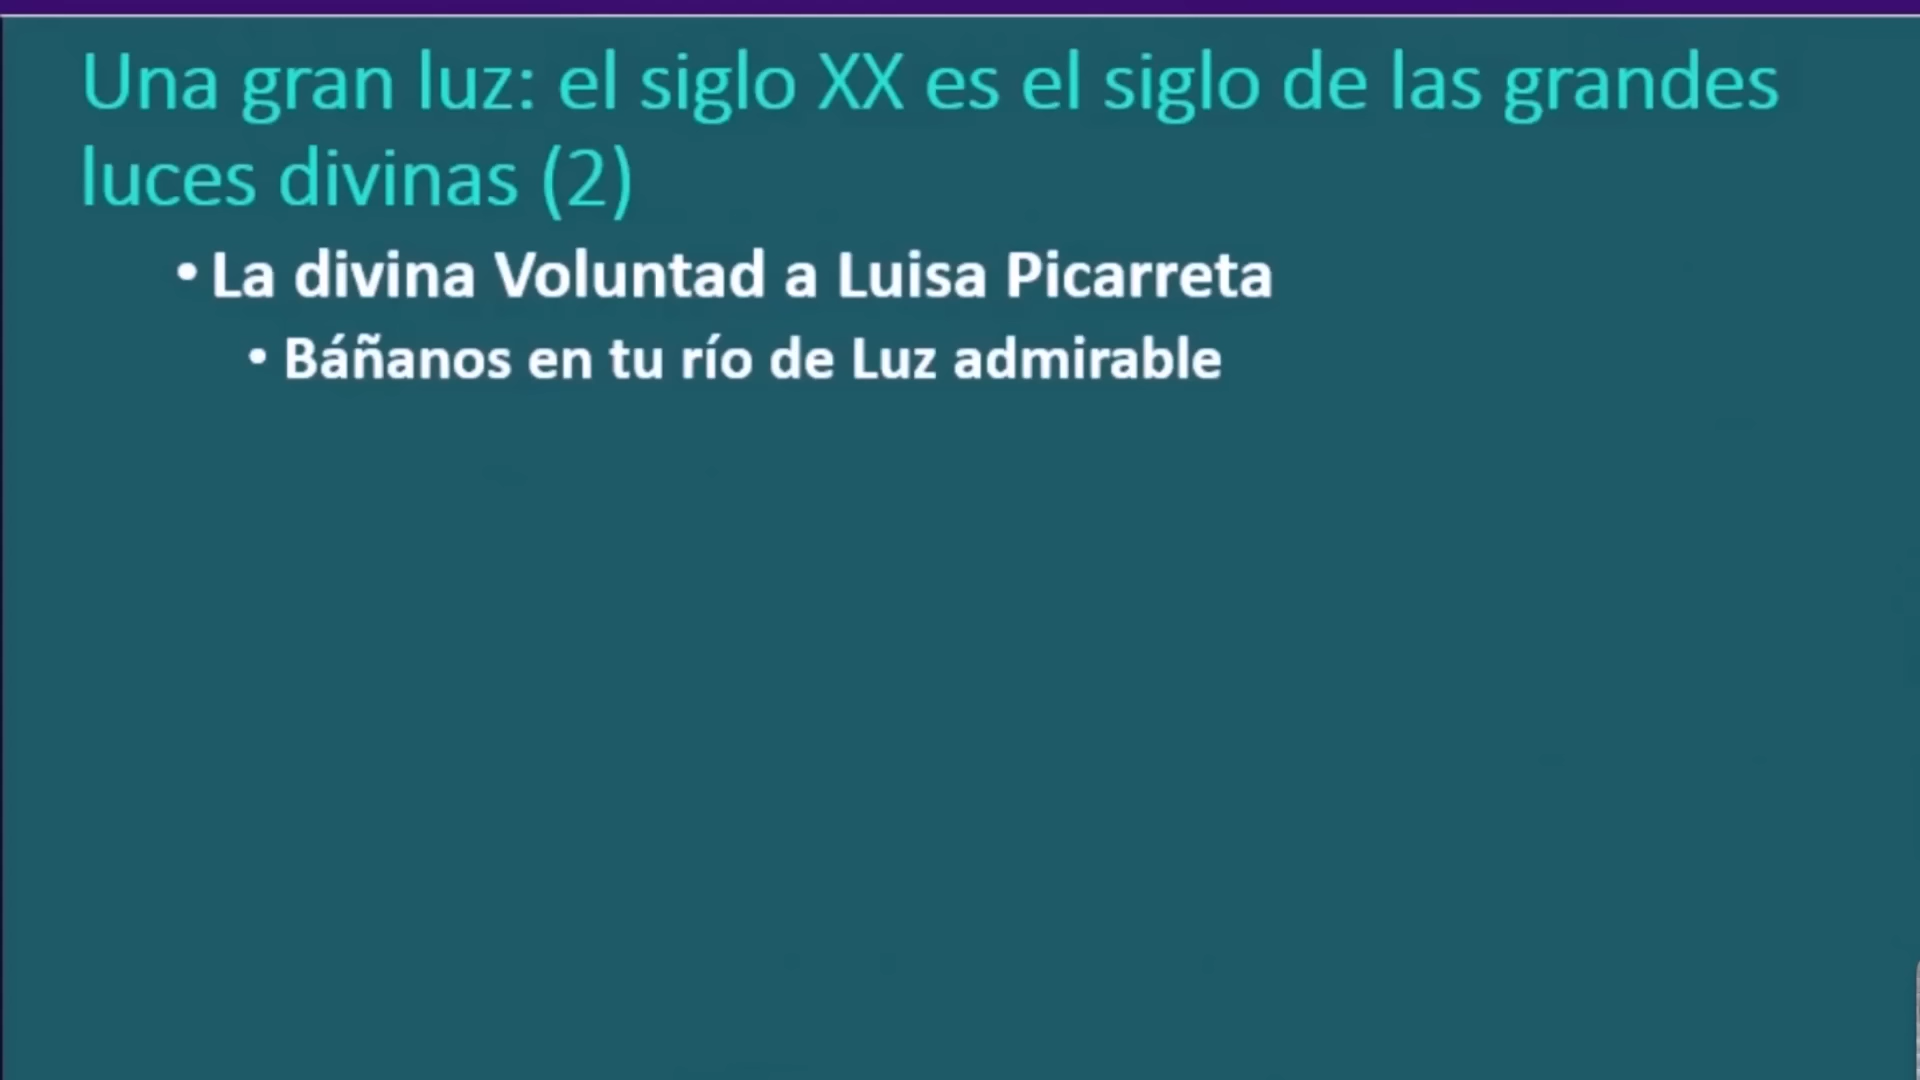 Una gran luz: el siglo XX es el siglo de las grandes
luces divinas (2)
• La divina Voluntad a Luisa Picarreta
• Báñanos en tu río de Luz admirable